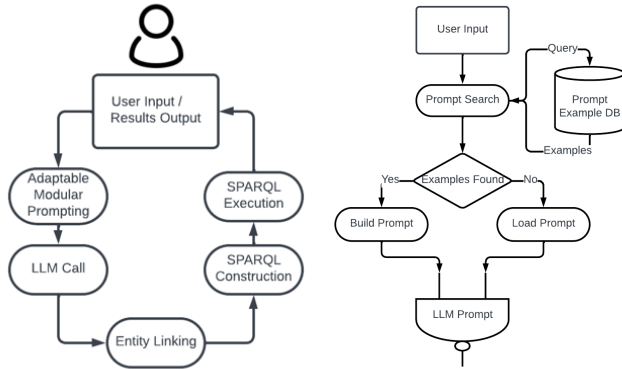 User Input /
Results Output
Adaptable
Modular
Prompting
LLM Call
Entity Linking
SPARQL
Construction
SPARQL
Execution
User Input
Prompt Search
Query
Prompt
Example DB
Examples
Examples Found
Yes
No
Build Prompt
Load Prompt
LLM Prompt